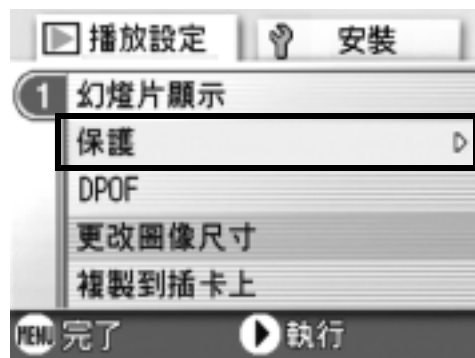 播放設定 安裝
1 幻燈片顯示
保護
DPOF
更改圖像尺寸
複製到插卡上
MENU 完了 執行